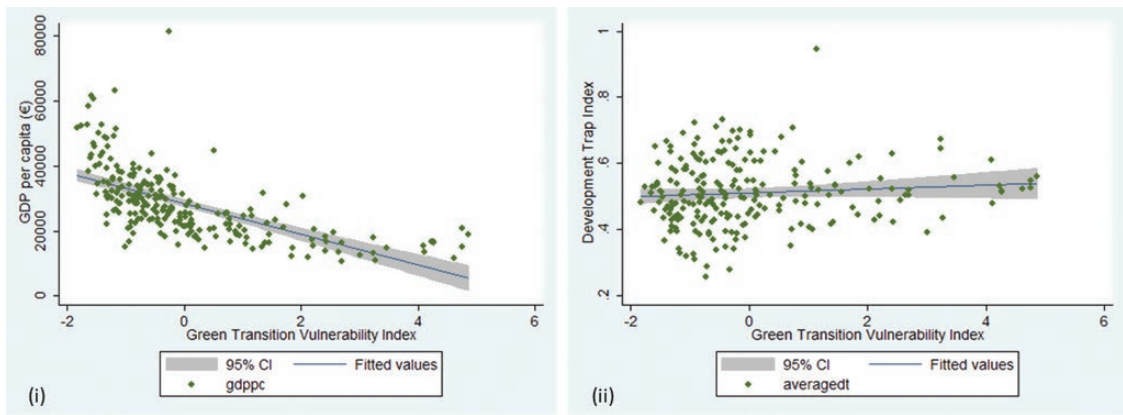 80000
60000
40000
20000
0
GDP per capita (€)
-2 0 2 4 6
Green Transition Vulnerability Index
95% CI Fitted values
gdppc
(i)
1
.8
.6
.4
.2
Development Trap Index
-2 0 2 4 6
Green Transition Vulnerability Index
95% CI Fitted values
averagedt
(ii)